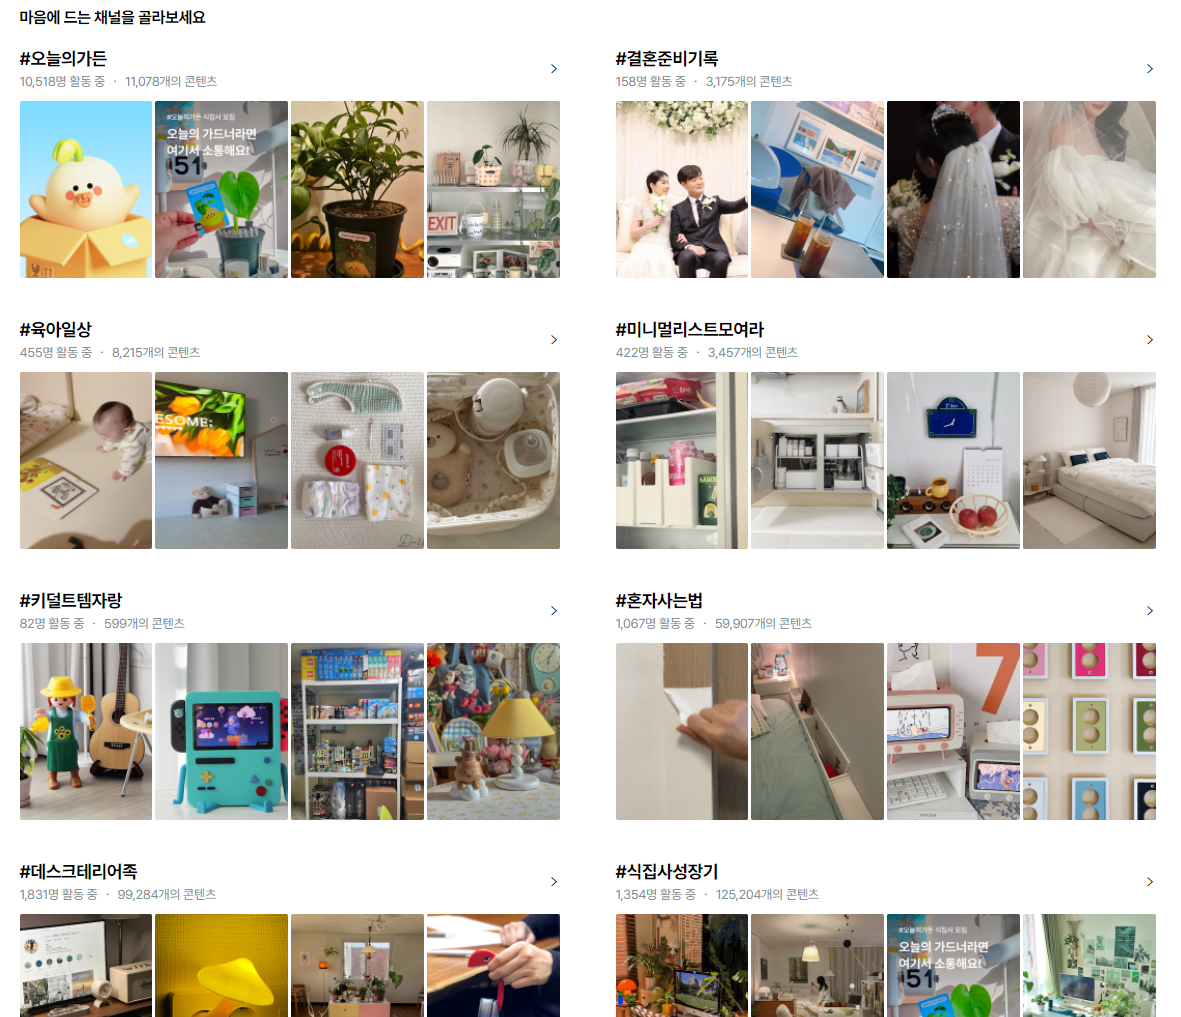 마음에 드는 채널을 골라보세요
#오늘의가든
10,518명 활동 중 · 11,078개의 콘텐츠
#오늘의가든 식집사 모집
오늘의 가드너라면
여기서 소통해요!
51
EXIT
#결혼준비기록
158명 활동 중 · 3,175개의 콘텐츠
#육아일상
455명 활동 중 · 8,215개의 콘텐츠
ESOME:
#미니멀리스트모여라
422명 활동 중 · 3,457개의 콘텐츠
#키덜트템자랑
82명 활동 중 · 599개의 콘텐츠
#혼자사는법
1,067명 활동 중 · 59,907개의 콘텐츠
7
#데스크테리어족
1,831명 활동 중 · 99,284개의 콘텐츠
#식집사성장기
1,354명 활동 중 · 125,204개의 콘텐츠
#오늘의가든 식집사 모집
오늘의 가드너라면
여기서 소통해요!
51